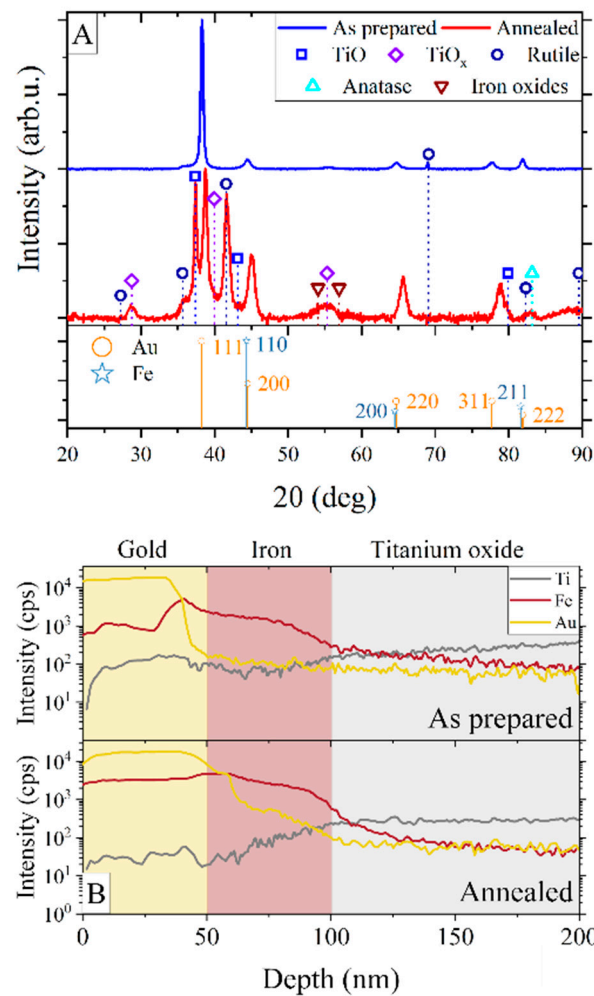 A
As prepared Annealed
TiO TiOx Rutile
Anatase Iron oxides
Intensity (arb.u.)
Au
Fe
111 110
200
200 220 311 211
222
20 30 40 50 60 70 80 90
20 (deg)
Gold Iron Titanium oxide
10⁴
10³
10²
10¹
Intensity (cps)
Ti
Fe
Au
As prepared
10⁴
10³
10²
10¹
10⁰
Intensity (cps)
B
Annealed
0 50 100 150 200
Depth (nm)